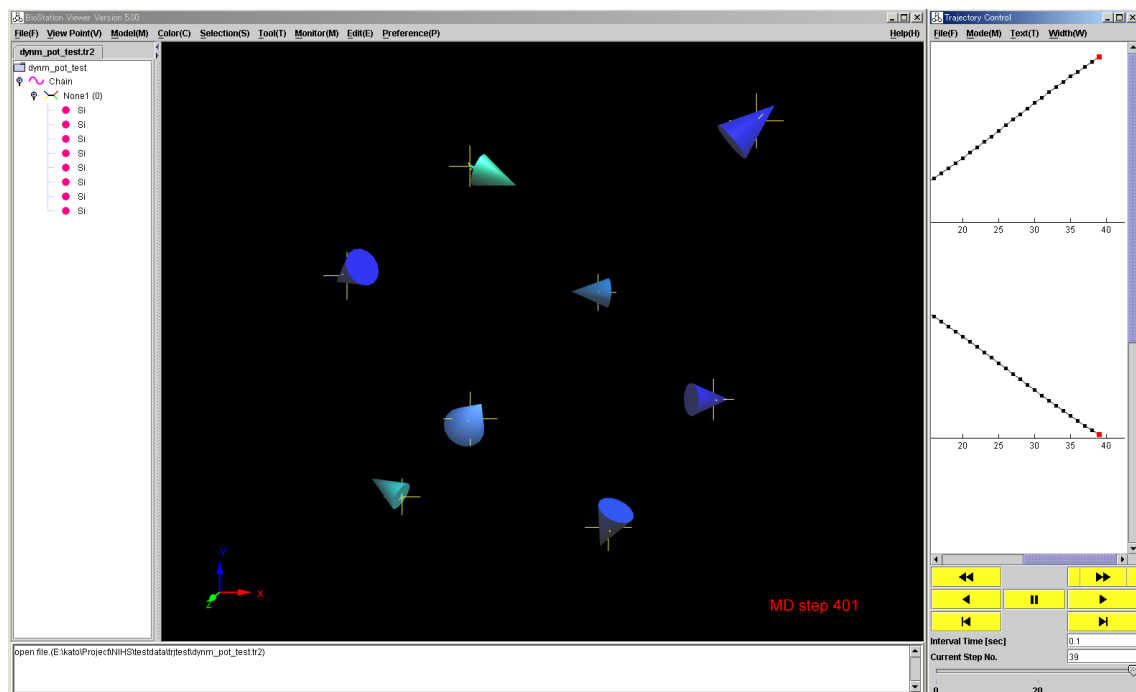 BioStation Viewer Version 5.00
File(F) View Point(V) Model(M) Color(C) Selection(S) Tool(T) Monitor(M) Edit(E) Preference(P) Help(H)
dynm_pot_test.tr2
dynm_pot_test
Chain
None1 (0)
Si
Si
Si
Si
Si
Si
Si
Si
Y
X
Z
MD step 401
open file.(E:\kato\Project\NIHS\testdata\trjtest\dynm_pot_test.tr2)
Trajectory Control
File(F) Mode(M) Text(T) Width(W)
20 25 30 35 40
20 25 30 35 40
Interval Time [sec] 0.1
Current Step No. 39
0 20